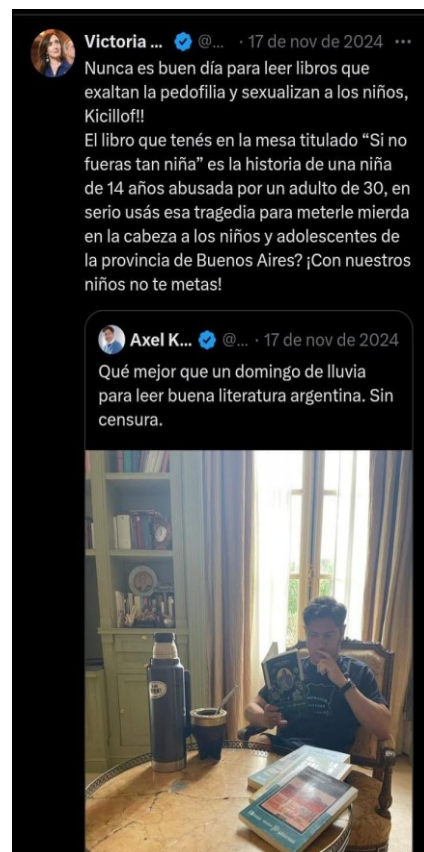 Victoria ... @... · 17 de nov de 2024 ...
Nunca es buen día para leer libros que
exaltan la pedofilia y sexualizan a los niños,
Kicillof!!
El libro que tenés en la mesa titulado “Si no
fueras tan niña” es la historia de una niña
de 14 años abusada por un adulto de 30, en
serio usás esa tragedia para meterle mierda
en la cabeza a los niños y adolescentes de
la provincia de Buenos Aires? ¡Con nuestros
niños no te metas!
Axel K... @... · 17 de nov de 2024
Qué mejor que un domingo de lluvia
para leer buena literatura argentina. Sin
censura.